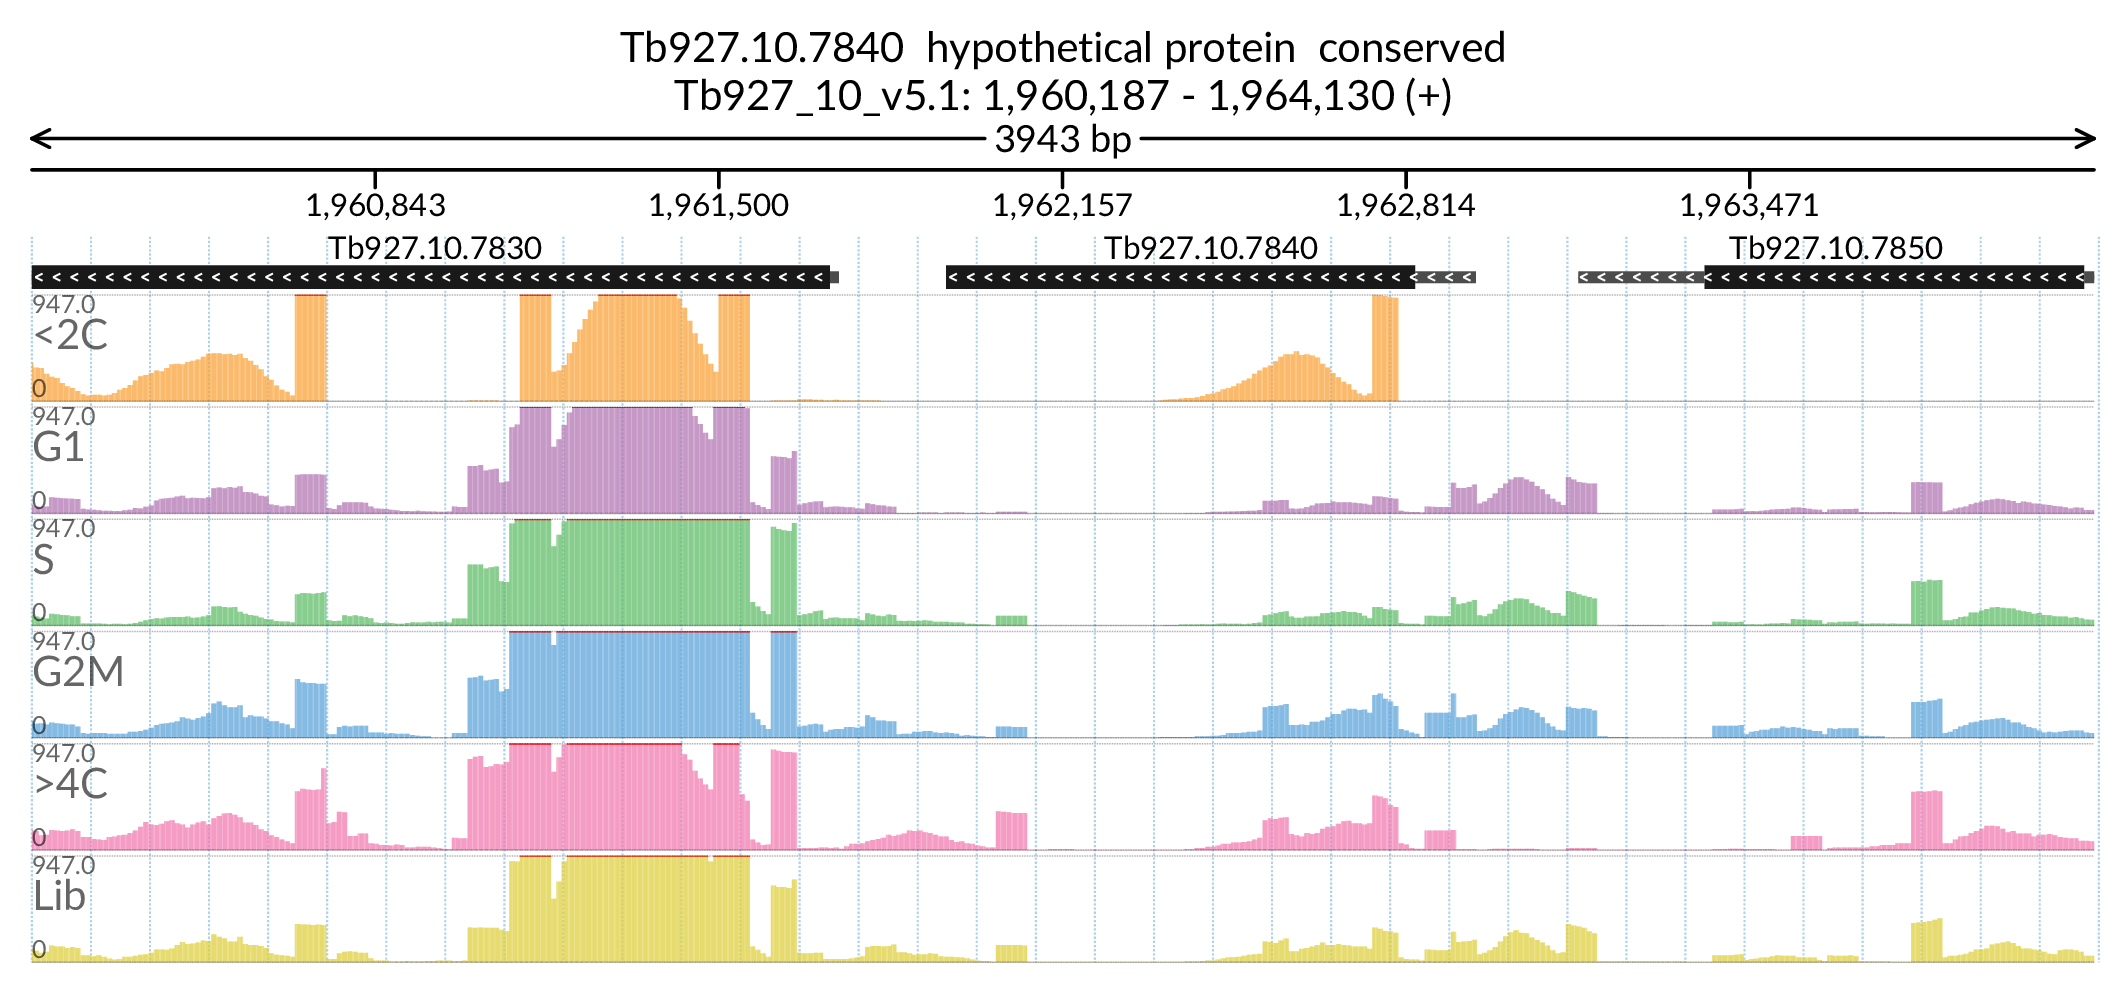 Tb927.10.7840  hypothetical protein  conserved
Tb927_10_v5.1: 1,960,187 - 1,964,130 (+)
3943 bp
1,960,843 1,961,500 1,962,157 1,962,814 1,963,471
Tb927.10.7830 Tb927.10.7840 Tb927.10.7850
947.0
<2C
0
947.0
G1
0
947.0
S
0
947.0
G2M
0
947.0
>4C
0
947.0
Lib
0